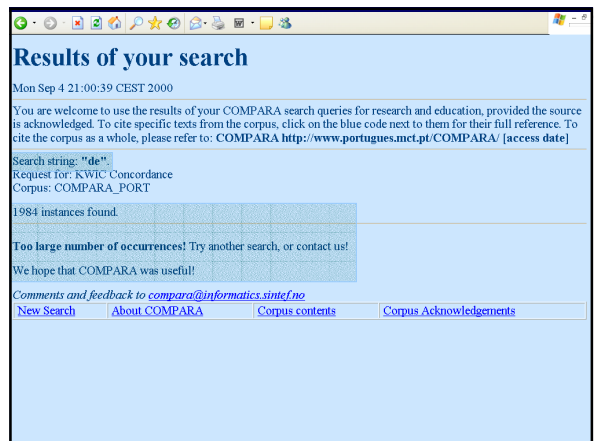 Results of your search
Mon Sep 4 21:00:39 CEST 2000
You are welcome to use the results of your COMPARA search queries for research and education, provided the source
is acknowledged. To cite specific texts from the corpus, click on the blue code next to them for their full reference. To
cite the corpus as a whole, please refer to: COMPARA http://www.portugues.mct.pt/COMPARA/ [access date]
Search string: "de".
Request for: KWIC Concordance
Corpus: COMPARA_PORT
1984 instances found.
Too large number of occurrences! Try another search, or contact us!
We hope that COMPARA was useful!
Comments and feedback to compara@informatics.sintef.no
New Search About COMPARA Corpus contents Corpus Acknowledgements